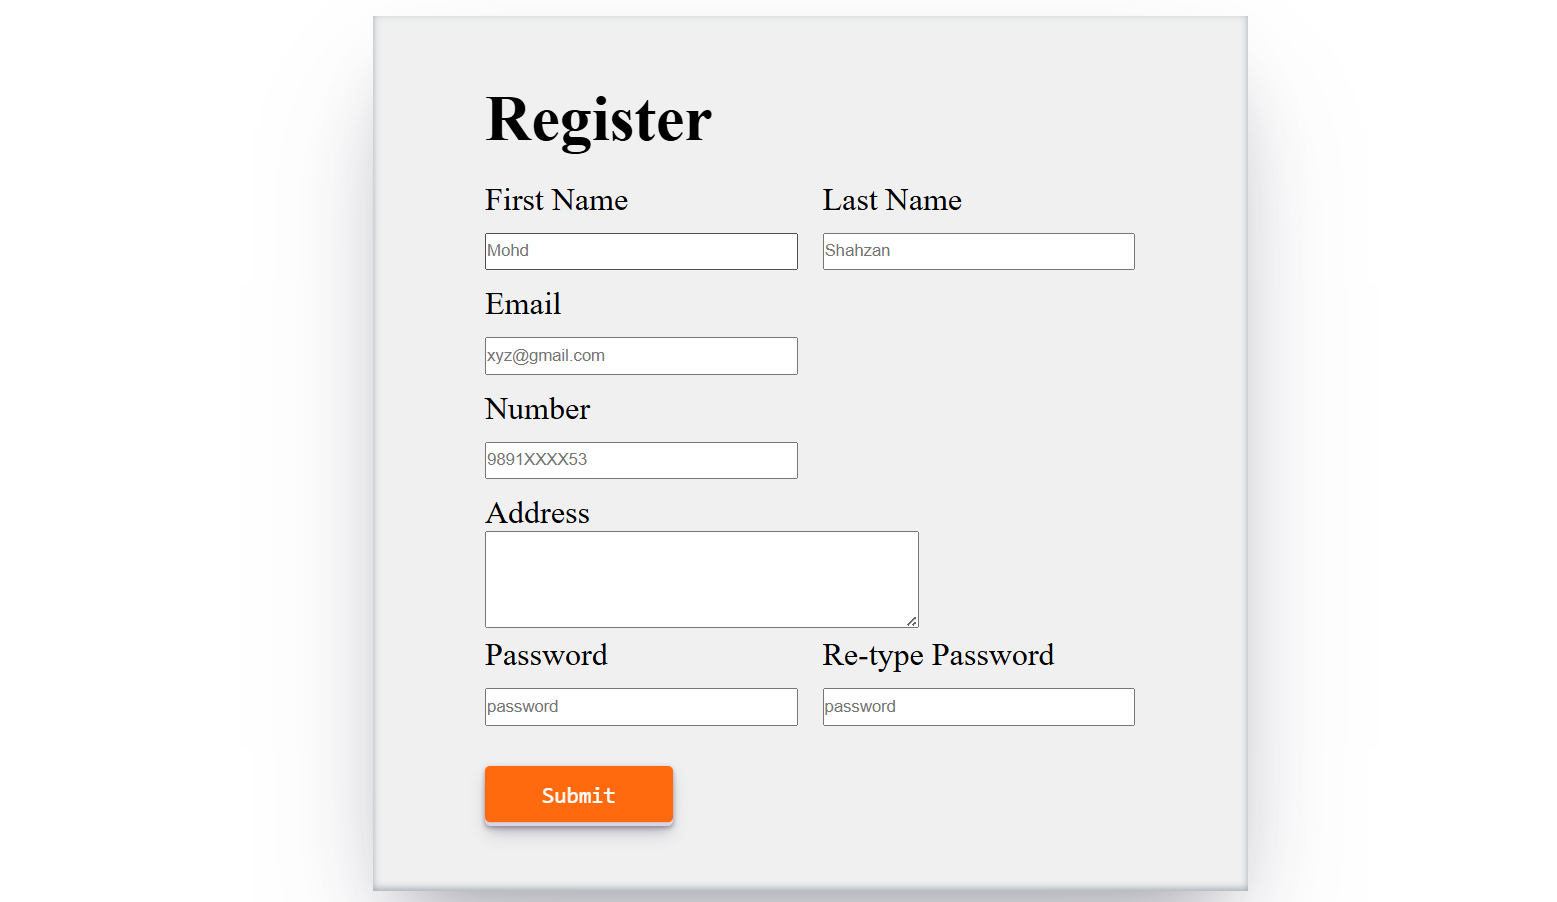 Register
First Name Last Name
Mohd Shahzan
Email
xyz@gmail.com
Number
9891XXXX53
Address
Password Re-type Password
password password
Submit